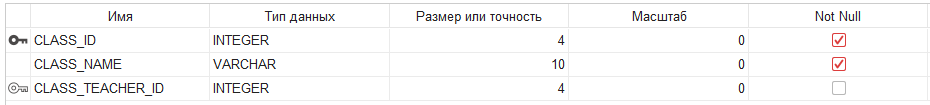 Имя Тип данных Размер или точность Масштаб Not Null
CLASS_ID INTEGER 4 0
CLASS_NAME VARCHAR 10 0
CLASS_TEACHER_ID INTEGER 4 0